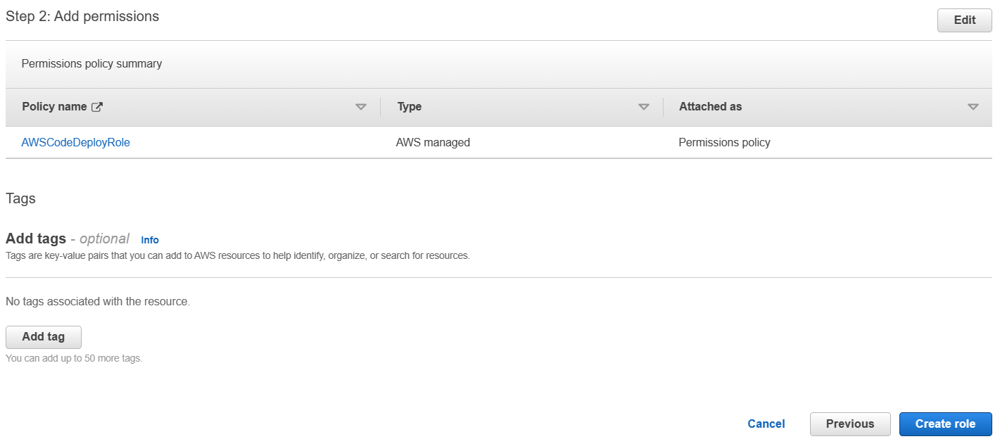 Step 2: Add permissions
Edit
Permissions policy summary
Policy name Type Attached as
AWSCodeDeployRole AWS managed Permissions policy
Tags
Add tags - optional Info
Tags are key-value pairs that you can add to AWS resources to help identify, organize, or search for resources.
No tags associated with the resource.
Add tag
You can add up to 50 more tags.
Cancel Previous Create role